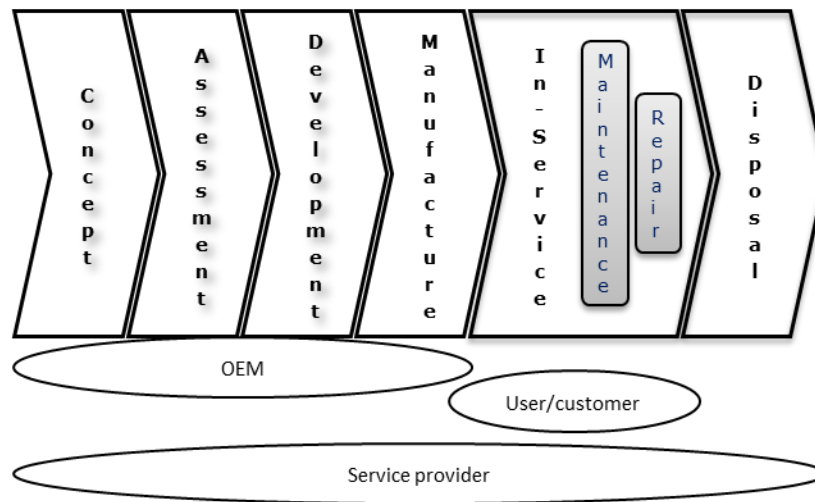 Concept
Assessment
Development
Manufacture
In-Service
Maintenance
Repair
Disposal
OEM
User/customer
Service provider